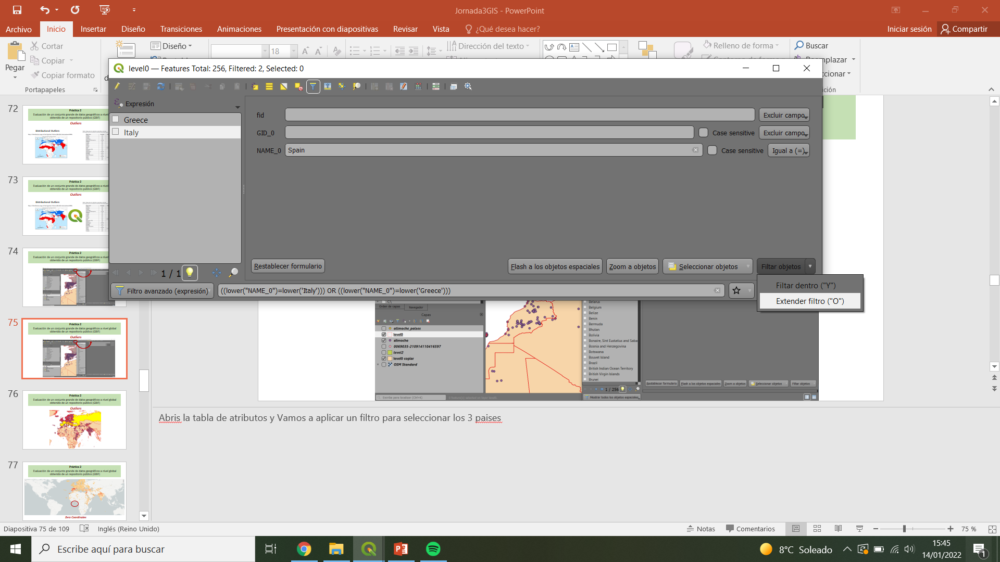 Jornada3GIS - PowerPoint
Archivo Inicio Insertar Diseño Transiciones Animaciones Presentación con diapositivas Revisar Vista ¿Qué desea hacer? Iniciar sesión Compartir
Pegar
Cortar
Copiar
Copiar formato
Portapapeles
Diseño
18
Dirección del texto
Relleno de forma
Buscar
level0 — Features Total: 256, Filtered: 2, Selected: 0
Expresión
Greece
Italy
fid
Excluir campo
GID_0
Case sensitive
Excluir campo
NAME_0
Spain
Case sensitive
Igual a (=)
1 / 1
Restablecer formulario
Flash a los objetos espaciales
Zoom a objetos
Seleccionar objetos
Filtar objetos
Filtar dentro ("Y")
Extender filtro ("O")
Filtro avanzado (expresión)
((lower("NAME_0")=lower('Italy'))) OR ((lower("NAME_0")=lower('Greece')))
72
Práctica 2
Evaluación de un conjunto grande de datos geográficos a nivel
obtenido de un repositorio público (GBIF)
Outliers
Distributional Outliers
73
Práctica 2
Evaluación de un conjunto grande de datos geográficos a nivel
obtenido de un repositorio público (GBIF)
Outliers
Distributional Outliers
74
Práctica 2
Evaluación de un conjunto grande de datos geográficos a nivel
obtenido de un repositorio público (GBIF)
75
Práctica 2
Evaluación de un conjunto grande de datos geográficos a nivel global
obtenido de un repositorio público (GBIF)
Outliers
76
Práctica 2
Evaluación de un conjunto grande de datos geográficos a nivel global
obtenido de un repositorio público (GBIF)
Outliers
77
Práctica 2
Evaluación de un conjunto grande de datos geográficos a nivel global
obtenido de un repositorio público (GBIF)
Zero Coordinates
Orden de capas
Navegador
Capas
alimoche_paises
level0
alimoche
0069035-210914110416597
level2
level0 copiar
OSM Standard
Escribe para localizar (Ctrl+K)
Belarus
Belgium
Belize
Benin
Bermuda
Bhutan
Bolivia
Bonaire, Sint Eustatius and Saba
Bosnia and Herzegovina
Botswana
Bouvet Island
Brazil
British Indian Ocean Territory
British Virgin Islands
Brunei
1 / 256
Mostrar todos los objetos espaciales
Restablecer formulario
Flash a los objetos espaciales
Zoom a objetos
Seleccionar objetos
Filtar objetos
Abris la tabla de atributos y Vamos a aplicar un filtro para seleccionar los 3 paises
Diapositiva 75 de 109
Inglés (Reino Unido)
Notas
Comentarios
75 %
Escribe aquí para buscar
8°C Soleado
15:45
14/01/2022
1